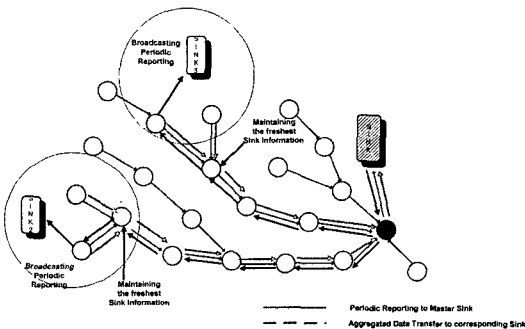 Broadcasting
Periodic
Reporting
SINK
Maintaining
the freshest
Sink Information
SINK
Broadcasting
Periodic
Reporting
Maintaining
the freshest
Sink Information
Periodic Reporting to Master Sink
Aggregated Data Transfer to corresponding Sink